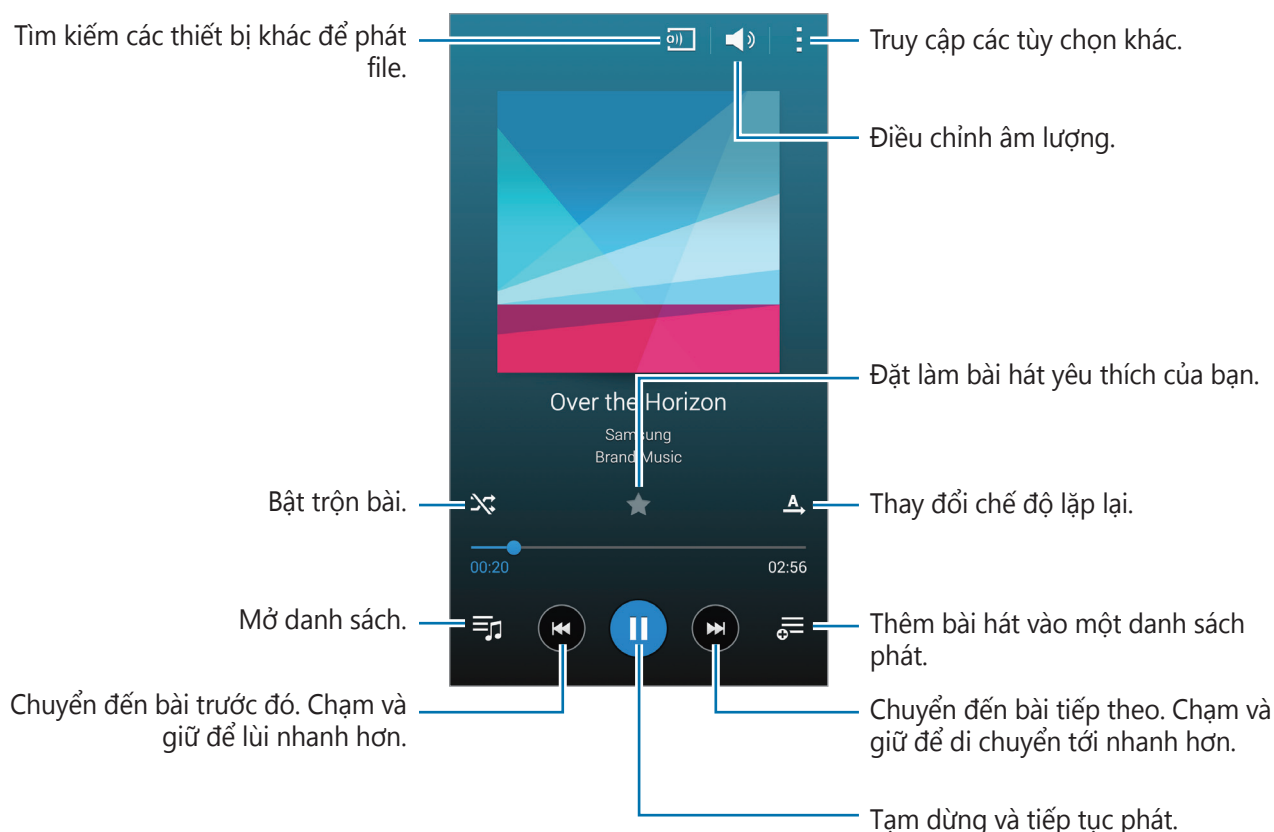 Tìm kiếm các thiết bị khác để phát
file.
Truy cập các tùy chọn khác.
Điều chỉnh âm lượng.
Đặt làm bài hát yêu thích của bạn.
Over the Horizon
Samsung
Brand Music
Bật trộn bài.
A
Thay đổi chế độ lặp lại.
00:20
02:56
Mở danh sách.
Thêm bài hát vào một danh sách
phát.
Chuyển đến bài trước đó. Chạm và
giữ để lùi nhanh hơn.
Chuyển đến bài tiếp theo. Chạm và
giữ để di chuyển tới nhanh hơn.
Tạm dừng và tiếp tục phát.